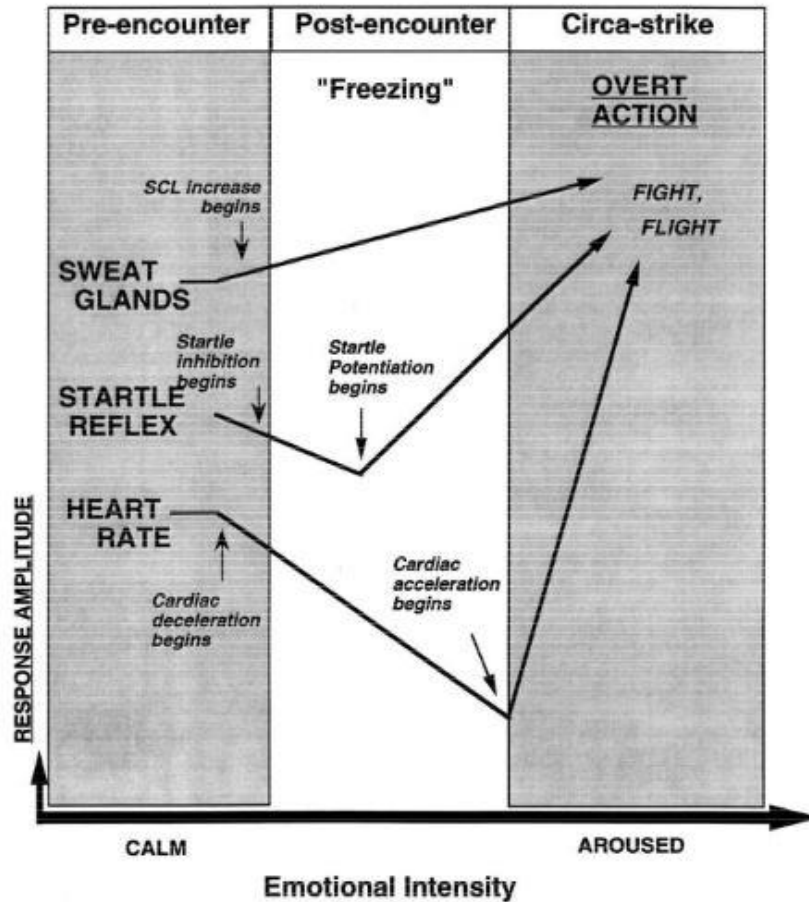 Pre-encounter
Post-encounter
Circa-strike
"Freezing"
OVERT
ACTION
SCL increase
begins
FIGHT,
FLIGHT
SWEAT
GLANDS
Startle
inhibition
begins
Startle
Potentiation
begins
STARTLE
REFLEX
HEART
RATE
Cardiac
deceleration
begins
Cardiac
acceleration
begins
RESPONSE AMPLITUDE
CALM
AROUSED
Emotional Intensity